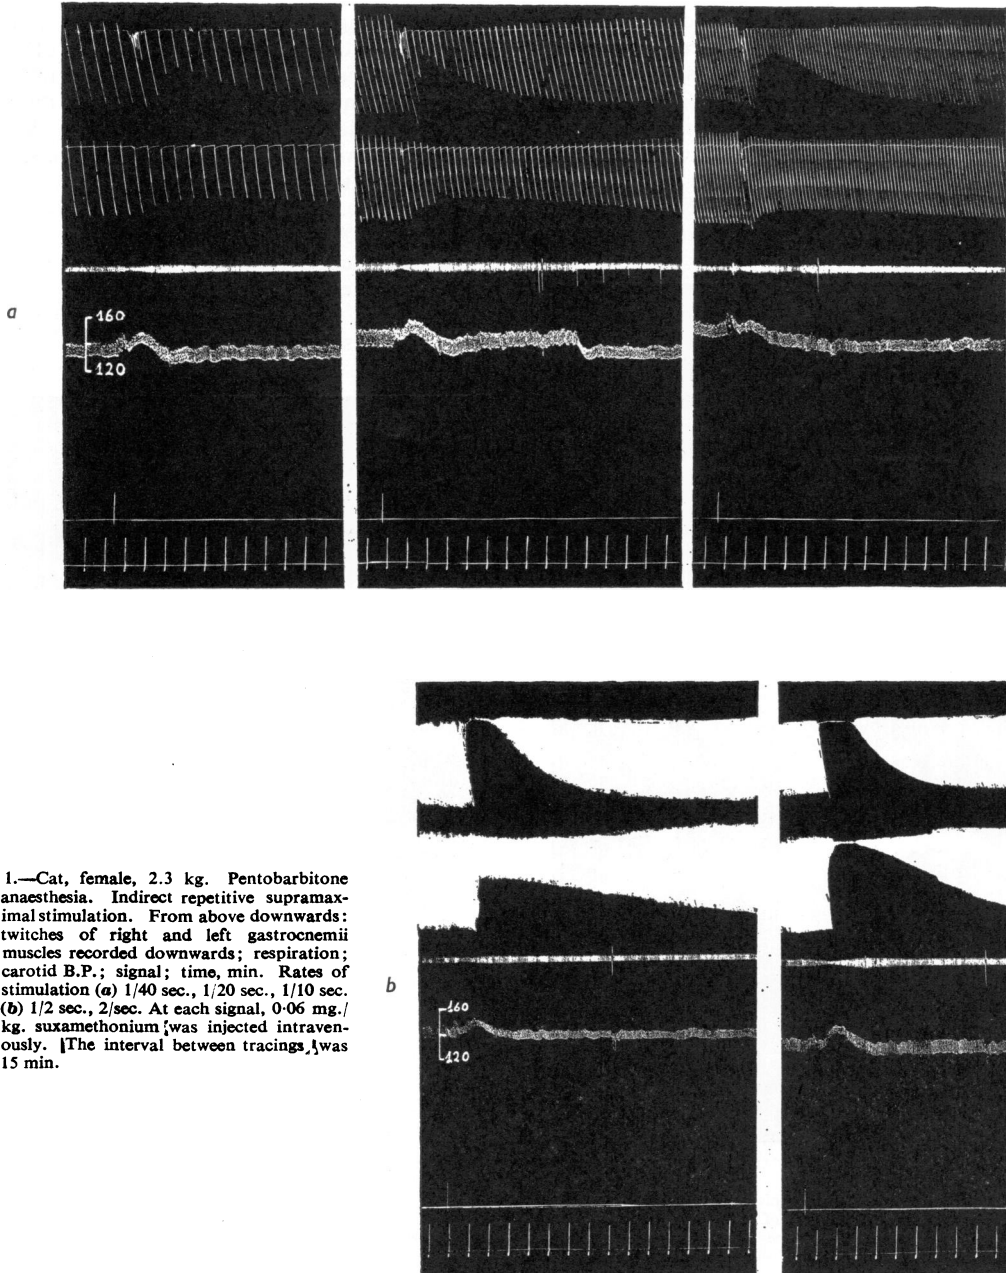 a
160
120
b
160
120
1.—Cat, female, 2.3 kg. Pentobarbitone
anaesthesia. Indirect repetitive supramax-
imal stimulation. From above downwards:
twitches of right and left gastrocnemii
muscles recorded downwards; respiration;
carotid B.P.; signal; time, min. Rates of
stimulation (a) 1/40 sec., 1/20 sec., 1/10 sec.
(b) 1/2 sec., 2/sec. At each signal, 0·06 mg./
kg. suxamethonium was injected intraven-
ously. The interval between tracings was
15 min.